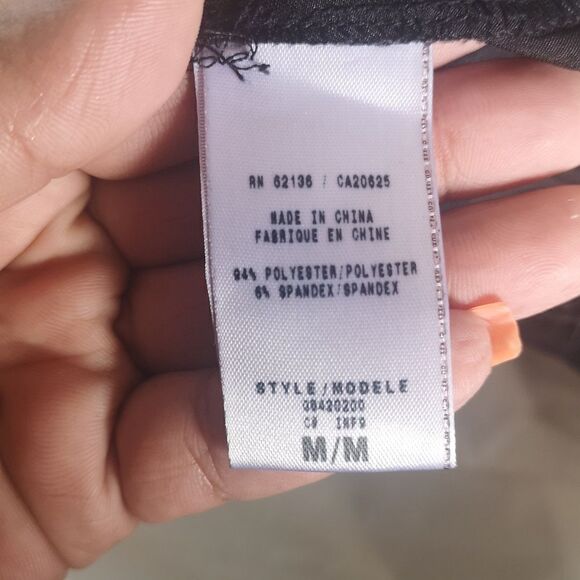 RN 62136 / CA20625
MADE IN CHINA
FABRIQUE EN CHINE
94% POLYESTER/POLYESTER
6% SPANDEX/SPANDEX
STYLE/MODELE
M/M